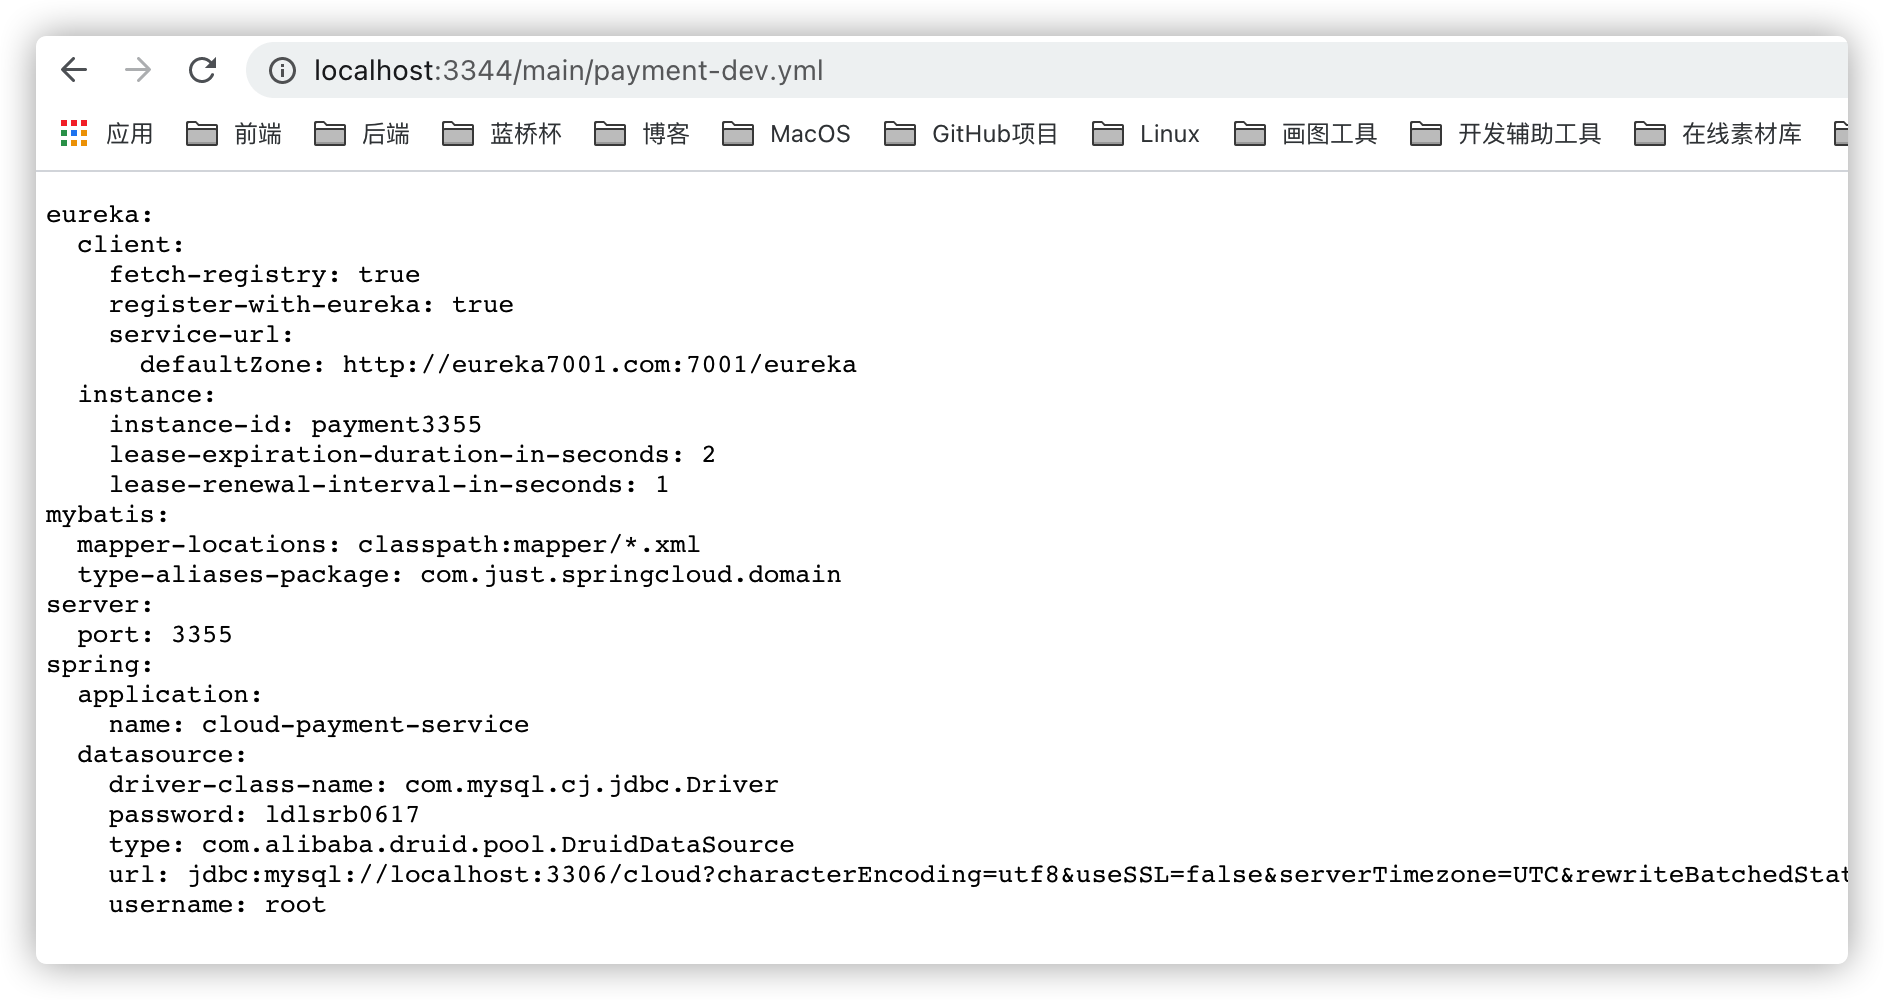 localhost:3344/main/payment-dev.yml
应用 前端 后端 蓝桥杯 博客 MacOS GitHub项目 Linux 画图工具 开发辅助工具 在线素材库
eureka:
  client:
    fetch-registry: true
    register-with-eureka: true
    service-url:
      defaultZone: http://eureka7001.com:7001/eureka
  instance:
    instance-id: payment3355
    lease-expiration-duration-in-seconds: 2
    lease-renewal-interval-in-seconds: 1
mybatis:
  mapper-locations: classpath:mapper/*.xml
  type-aliases-package: com.just.springcloud.domain
server:
  port: 3355
spring:
  application:
    name: cloud-payment-service
  datasource:
    driver-class-name: com.mysql.cj.jdbc.Driver
    password: ldlsrb0617
    type: com.alibaba.druid.pool.DruidDataSource
    url: jdbc:mysql://localhost:3306/cloud?characterEncoding=utf8&useSSL=false&serverTimezone=UTC&rewriteBatchedStat
    username: root